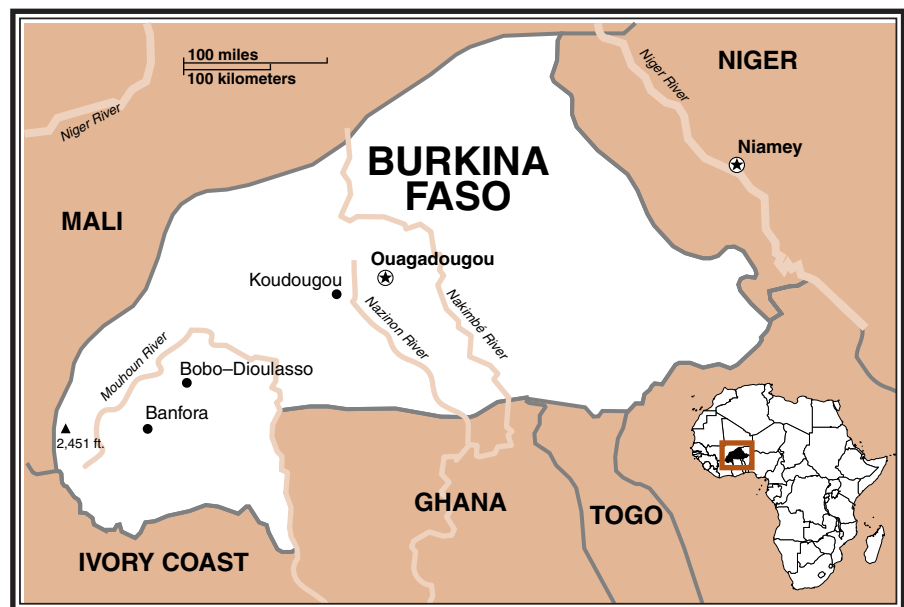 100 miles
100 kilometers
NIGER
Niger River
Niger River
Niamey
BURKINA
FASO
MALI
Ouagadougou
Koudougou
Nazinon River
Nakimbé River
Mouhoun River
Bobo–Dioulasso
Banfora
2,451 ft.
GHANA
TOGO
IVORY COAST